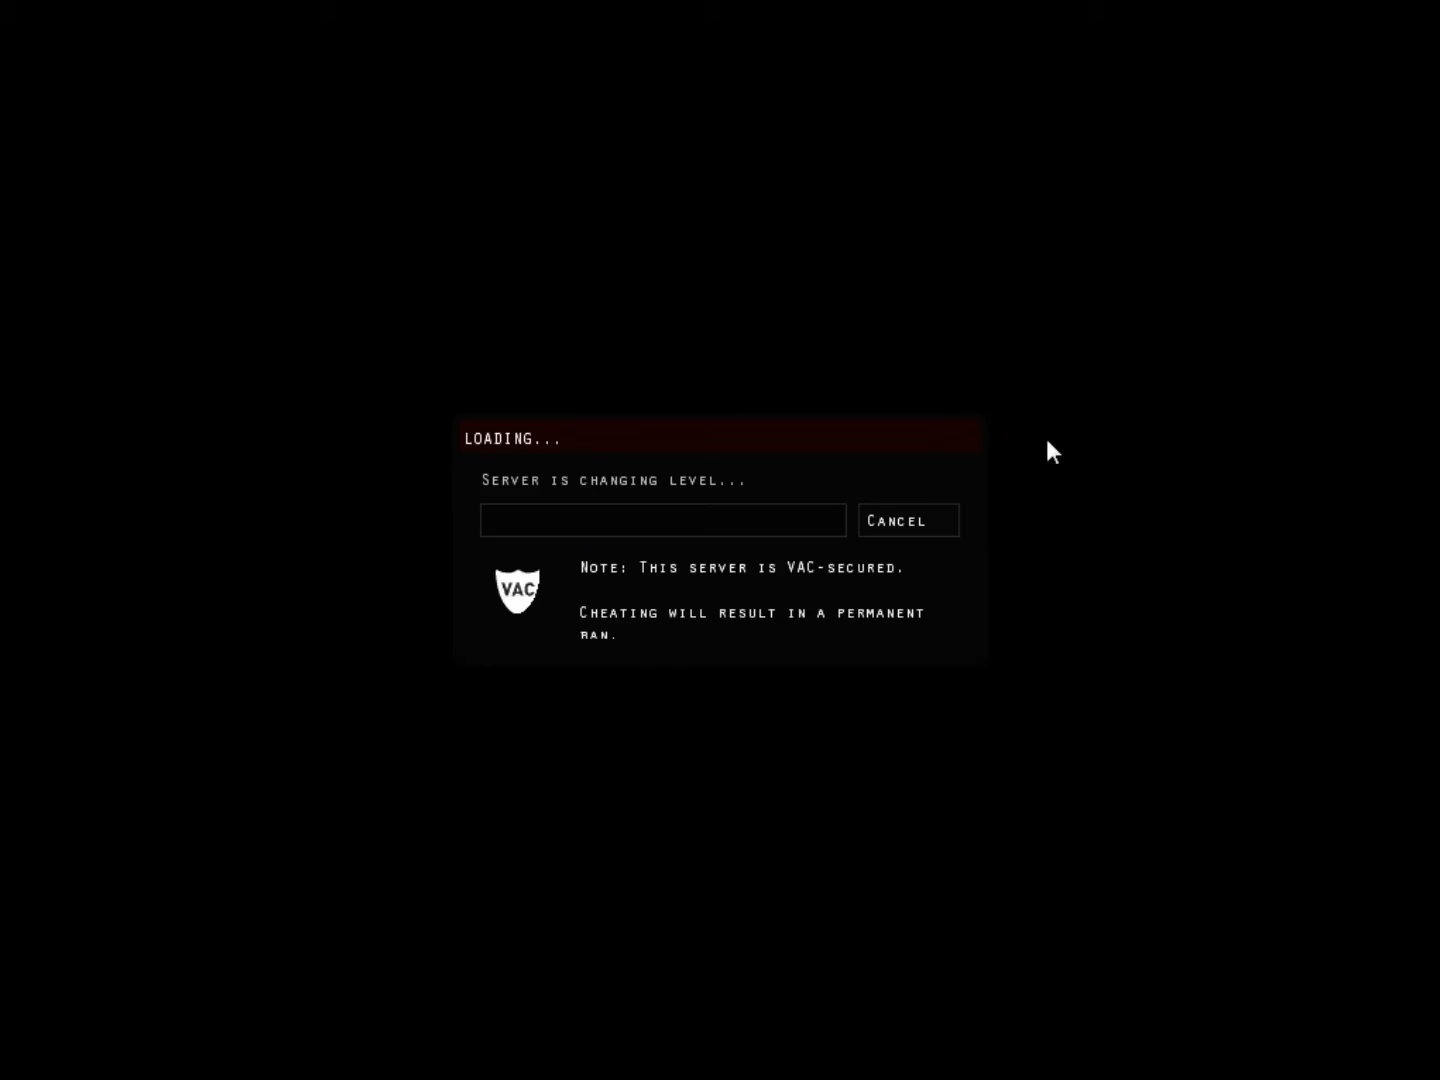 LOADING...
Server is changing level...
Cancel
VAC
Note: This server is VAC-secured.
Cheating will result in a permanent
ban.